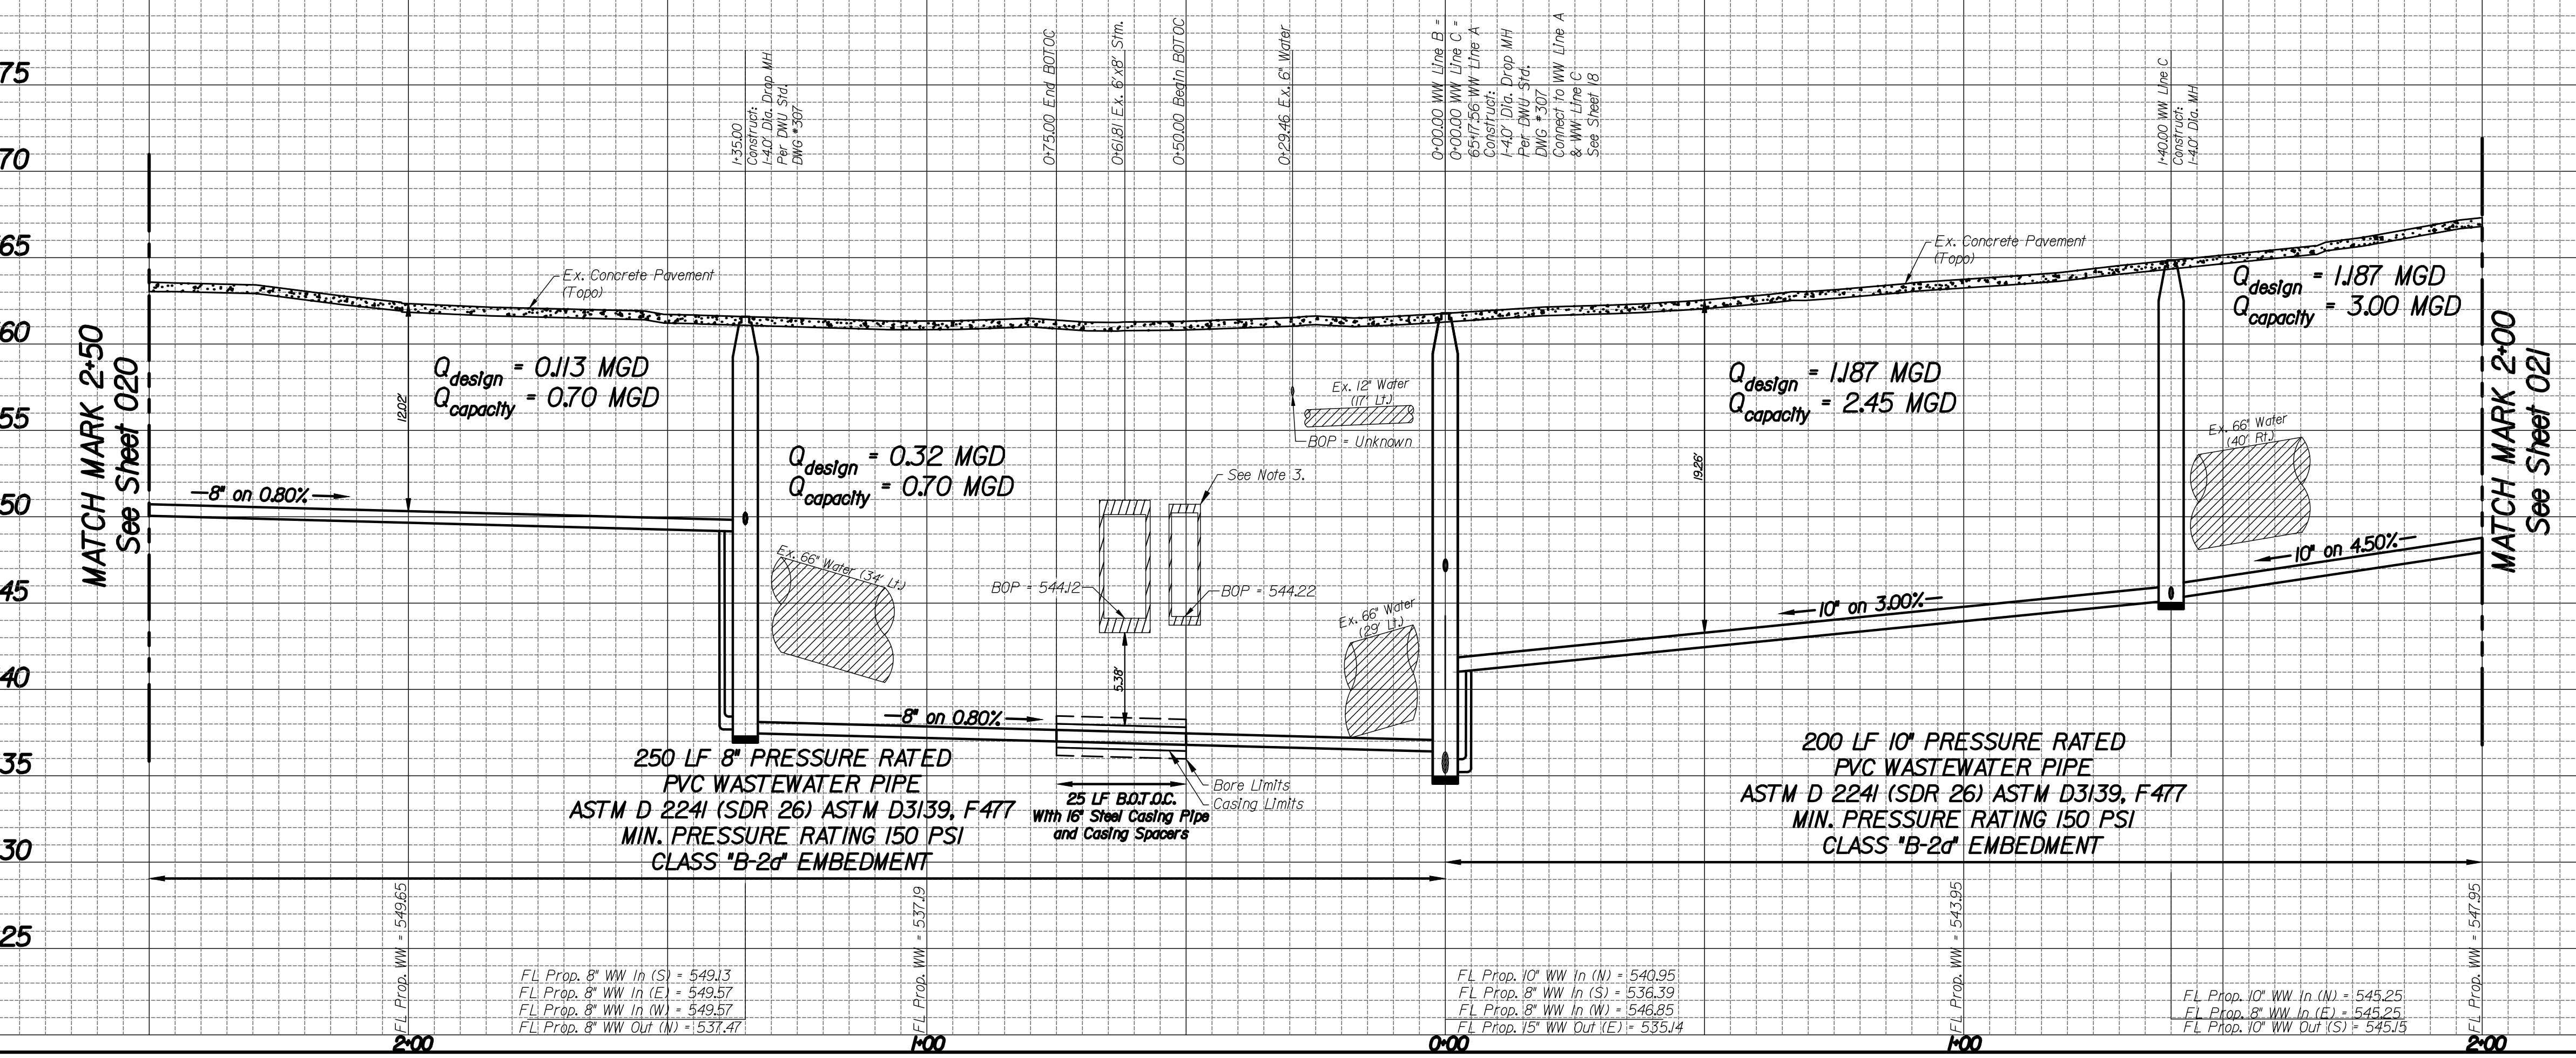 75
70
65
60
55
50
45
40
35
30
25
MATCH MARK 2+50
See Sheet 020
1+35.00
Construct:
1-4.0' Dia. Drop MH
Per DWU Std.
DWG #307
0+75.00 End BOTOC
0+61.81 Ex. 6'x8' Stm.
0+50.00 Begin BOTOC
0+29.46 Ex. 6" Water
0+00.00 WW Line B =
0+00.00 WW Line C =
65+17.56 WW Line A
Construct:
1-4.0' Dia. Drop MH
Per DWU Std.
DWG #307
Connect to WW Line A
& WW Line C
See Sheet 18
1+40.00 WW Line C
Construct:
1-4.0' Dia. MH
Ex. Concrete Pavement
(Topo)
Ex. Concrete Pavement
(Topo)
Qdesign = 0.113 MGD
Qcapacity = 0.70 MGD
12.02'
Qdesign = 0.32 MGD
Qcapacity = 0.70 MGD
Ex. 12" Water
(17' Lt.)
BOP = Unknown
See Note 3.
Qdesign = 1.187 MGD
Qcapacity = 2.45 MGD
19.26'
Qdesign = 1.187 MGD
Qcapacity = 3.00 MGD
MATCH MARK 2+00
See Sheet 021
8" on 0.80%
Ex. 66" Water (34' Lt.)
BOP = 544.12
BOP = 544.22
5.38'
Ex. 66" Water
(29' Lt.)
Ex. 66" Water
(40' Rt.)
10" on 3.00%
10" on 4.50%
8" on 0.80%
Bore Limits
Casing Limits
25 LF B.O.T.O.C.
With 16" Steel Casing Pipe
and Casing Spacers
250 LF 8" PRESSURE RATED
PVC WASTEWATER PIPE
ASTM D 2241 (SDR 26) ASTM D3139, F477
MIN. PRESSURE RATING 150 PSI
CLASS "B-2a" EMBEDMENT
200 LF 10" PRESSURE RATED
PVC WASTEWATER PIPE
ASTM D 2241 (SDR 26) ASTM D3139, F477
MIN. PRESSURE RATING 150 PSI
CLASS "B-2a" EMBEDMENT
FL Prop. WW = 549.65
FL Prop. 8" WW In (S) = 549.13
FL Prop. 8" WW In (E) = 549.57
FL Prop. 8" WW In (W) = 549.57
FL Prop. 8" WW Out (N) = 537.47
FL Prop. WW = 537.19
FL Prop. 10" WW In (N) = 540.95
FL Prop. 8" WW In (S) = 536.39
FL Prop. 8" WW In (W) = 546.85
FL Prop. 15" WW Out (E) = 535.14
FL Prop. WW = 543.95
FL Prop. 10" WW In (N) = 545.25
FL Prop. 8" WW In (E) = 545.25
FL Prop. 10" WW Out (S) = 545.15
FL Prop. WW = 547.95
2+00
1+00
0+00
1+00
2+00